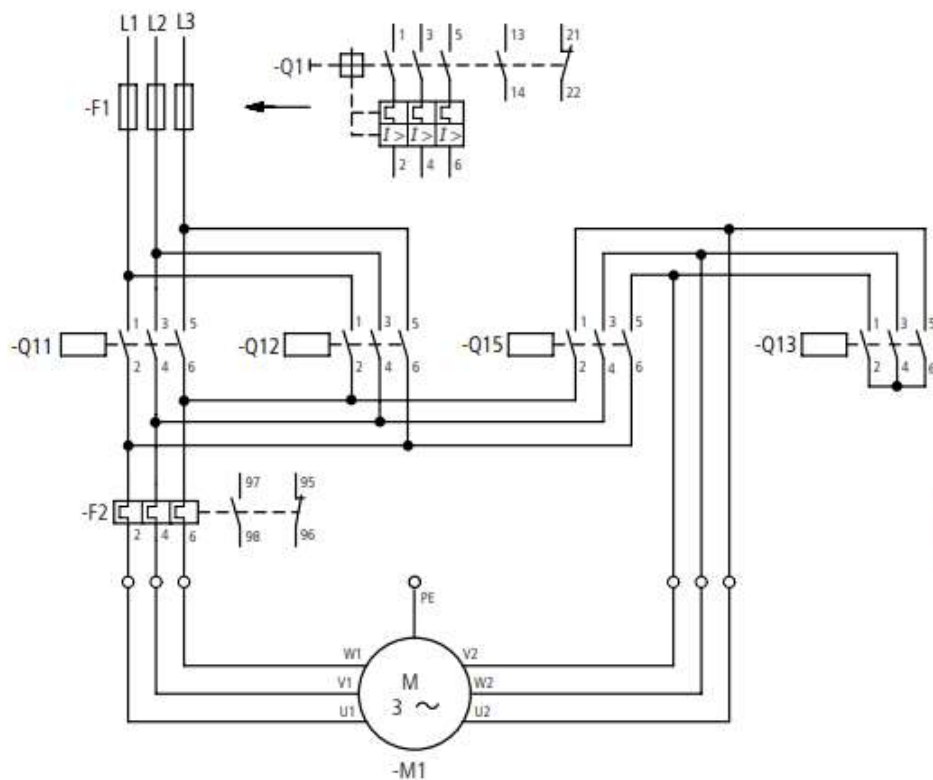 L1 L2 L3
1 3 5 13 21
-Q1
-F1
14 22
I > I > I >
2 4 6
1 3 5 1 3 5 1 3 5 1 3 5
-Q11 -Q12 -Q15 -Q13
2 4 6 2 4 6 2 4 6 2 4 6
97 95
-F2
2 4 6 98 96
PE
W1 V2
M
V1 W2
3 ~
U1 U2
-M1